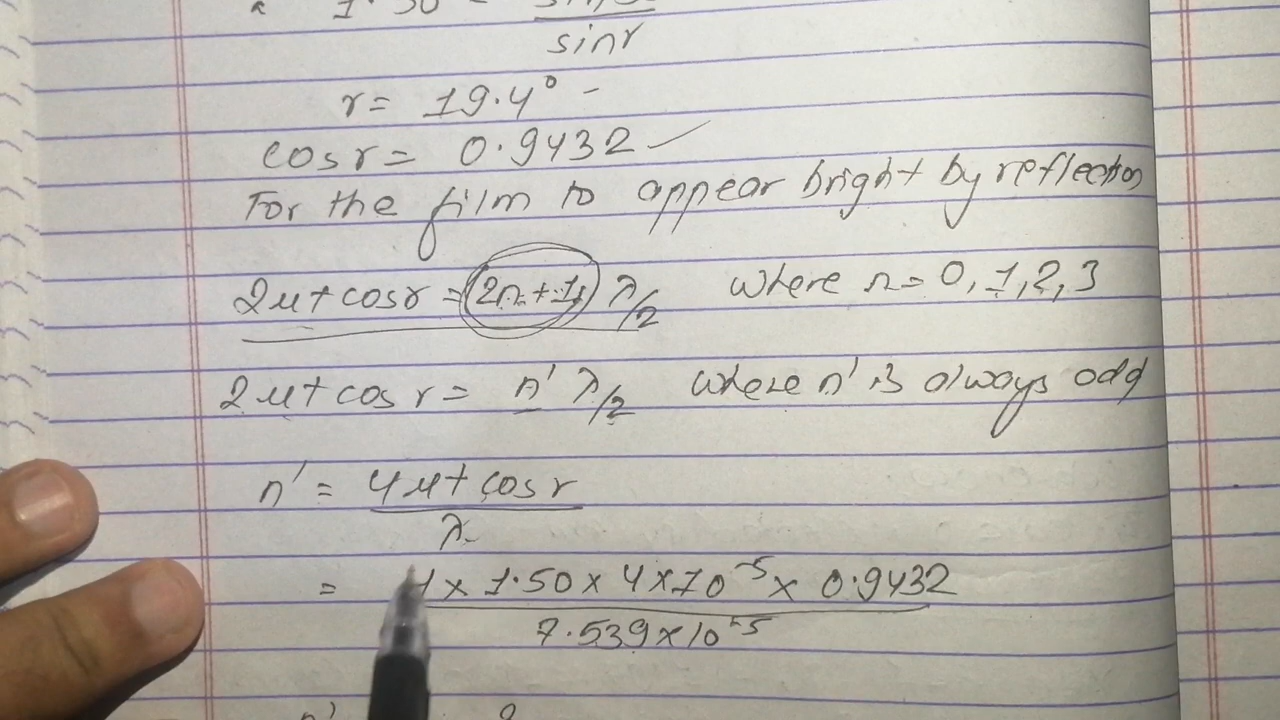 1.50 =
sin r
r = 19.4° -
cos r = 0.9432
For the film to appear bright by reflection
2μt cos r = (2n+1) λ/2 where n = 0, 1, 2, 3
2μt cos r = n' λ/2 where n' is always odd
n' = 4μt cos r
λ
= 4 x 1.50 x 4 x 10^-5 x 0.9432
7.539 x 10^-5
n'